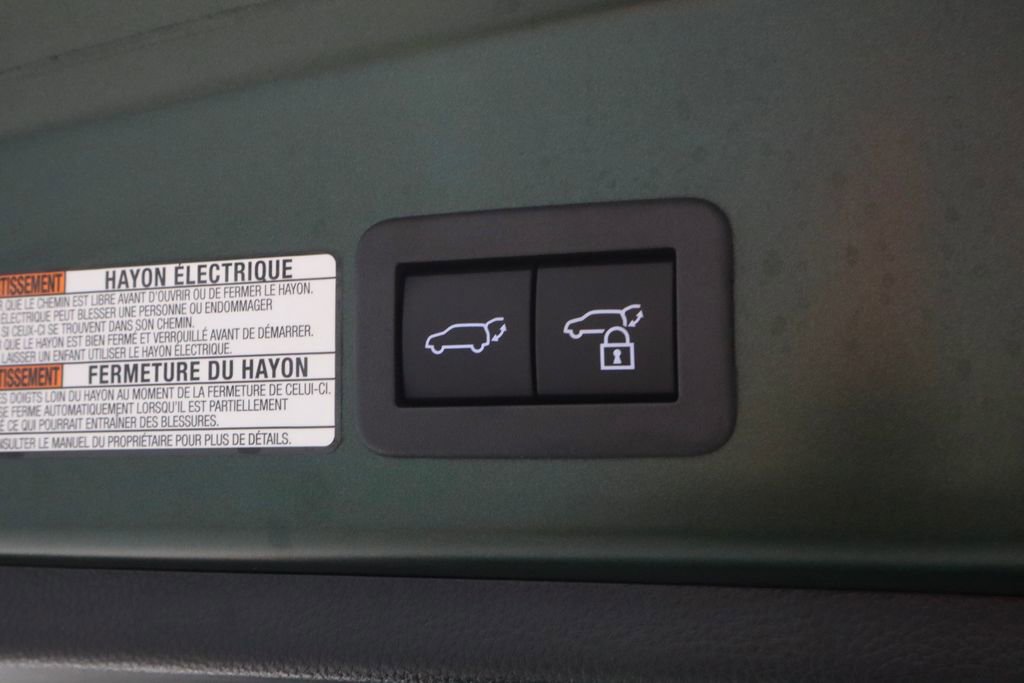 TISSEMENT HAYON ÉLECTRIQUE
R QUE LE CHEMIN EST LIBRE AVANT D'OUVRIR OU DE FERMER LE HAYON.
ÉLECTRIQUE PEUT BLESSER UNE PERSONNE OU ENDOMMAGER
SI CEUX-CI SE TROUVENT DANS SON CHEMIN.
QUE LE HAYON EST BIEN FERMÉ ET VERROUILLÉ AVANT DE DÉMARRER.
LAISSER UN ENFANT UTILISER LE HAYON ÉLECTRIQUE.
TISSEMENT FERMETURE DU HAYON
ES DOIGTS LOIN DU HAYON AU MOMENT DE LA FERMETURE DE CELUI-CI.
SE FERME AUTOMATIQUEMENT LORSQU'IL EST PARTIELLEMENT
É CE QUI POURRAIT ENTRAÎNER DES BLESSURES.
NSULTER LE MANUEL DU PROPRIÉTAIRE POUR PLUS DE DÉTAILS.